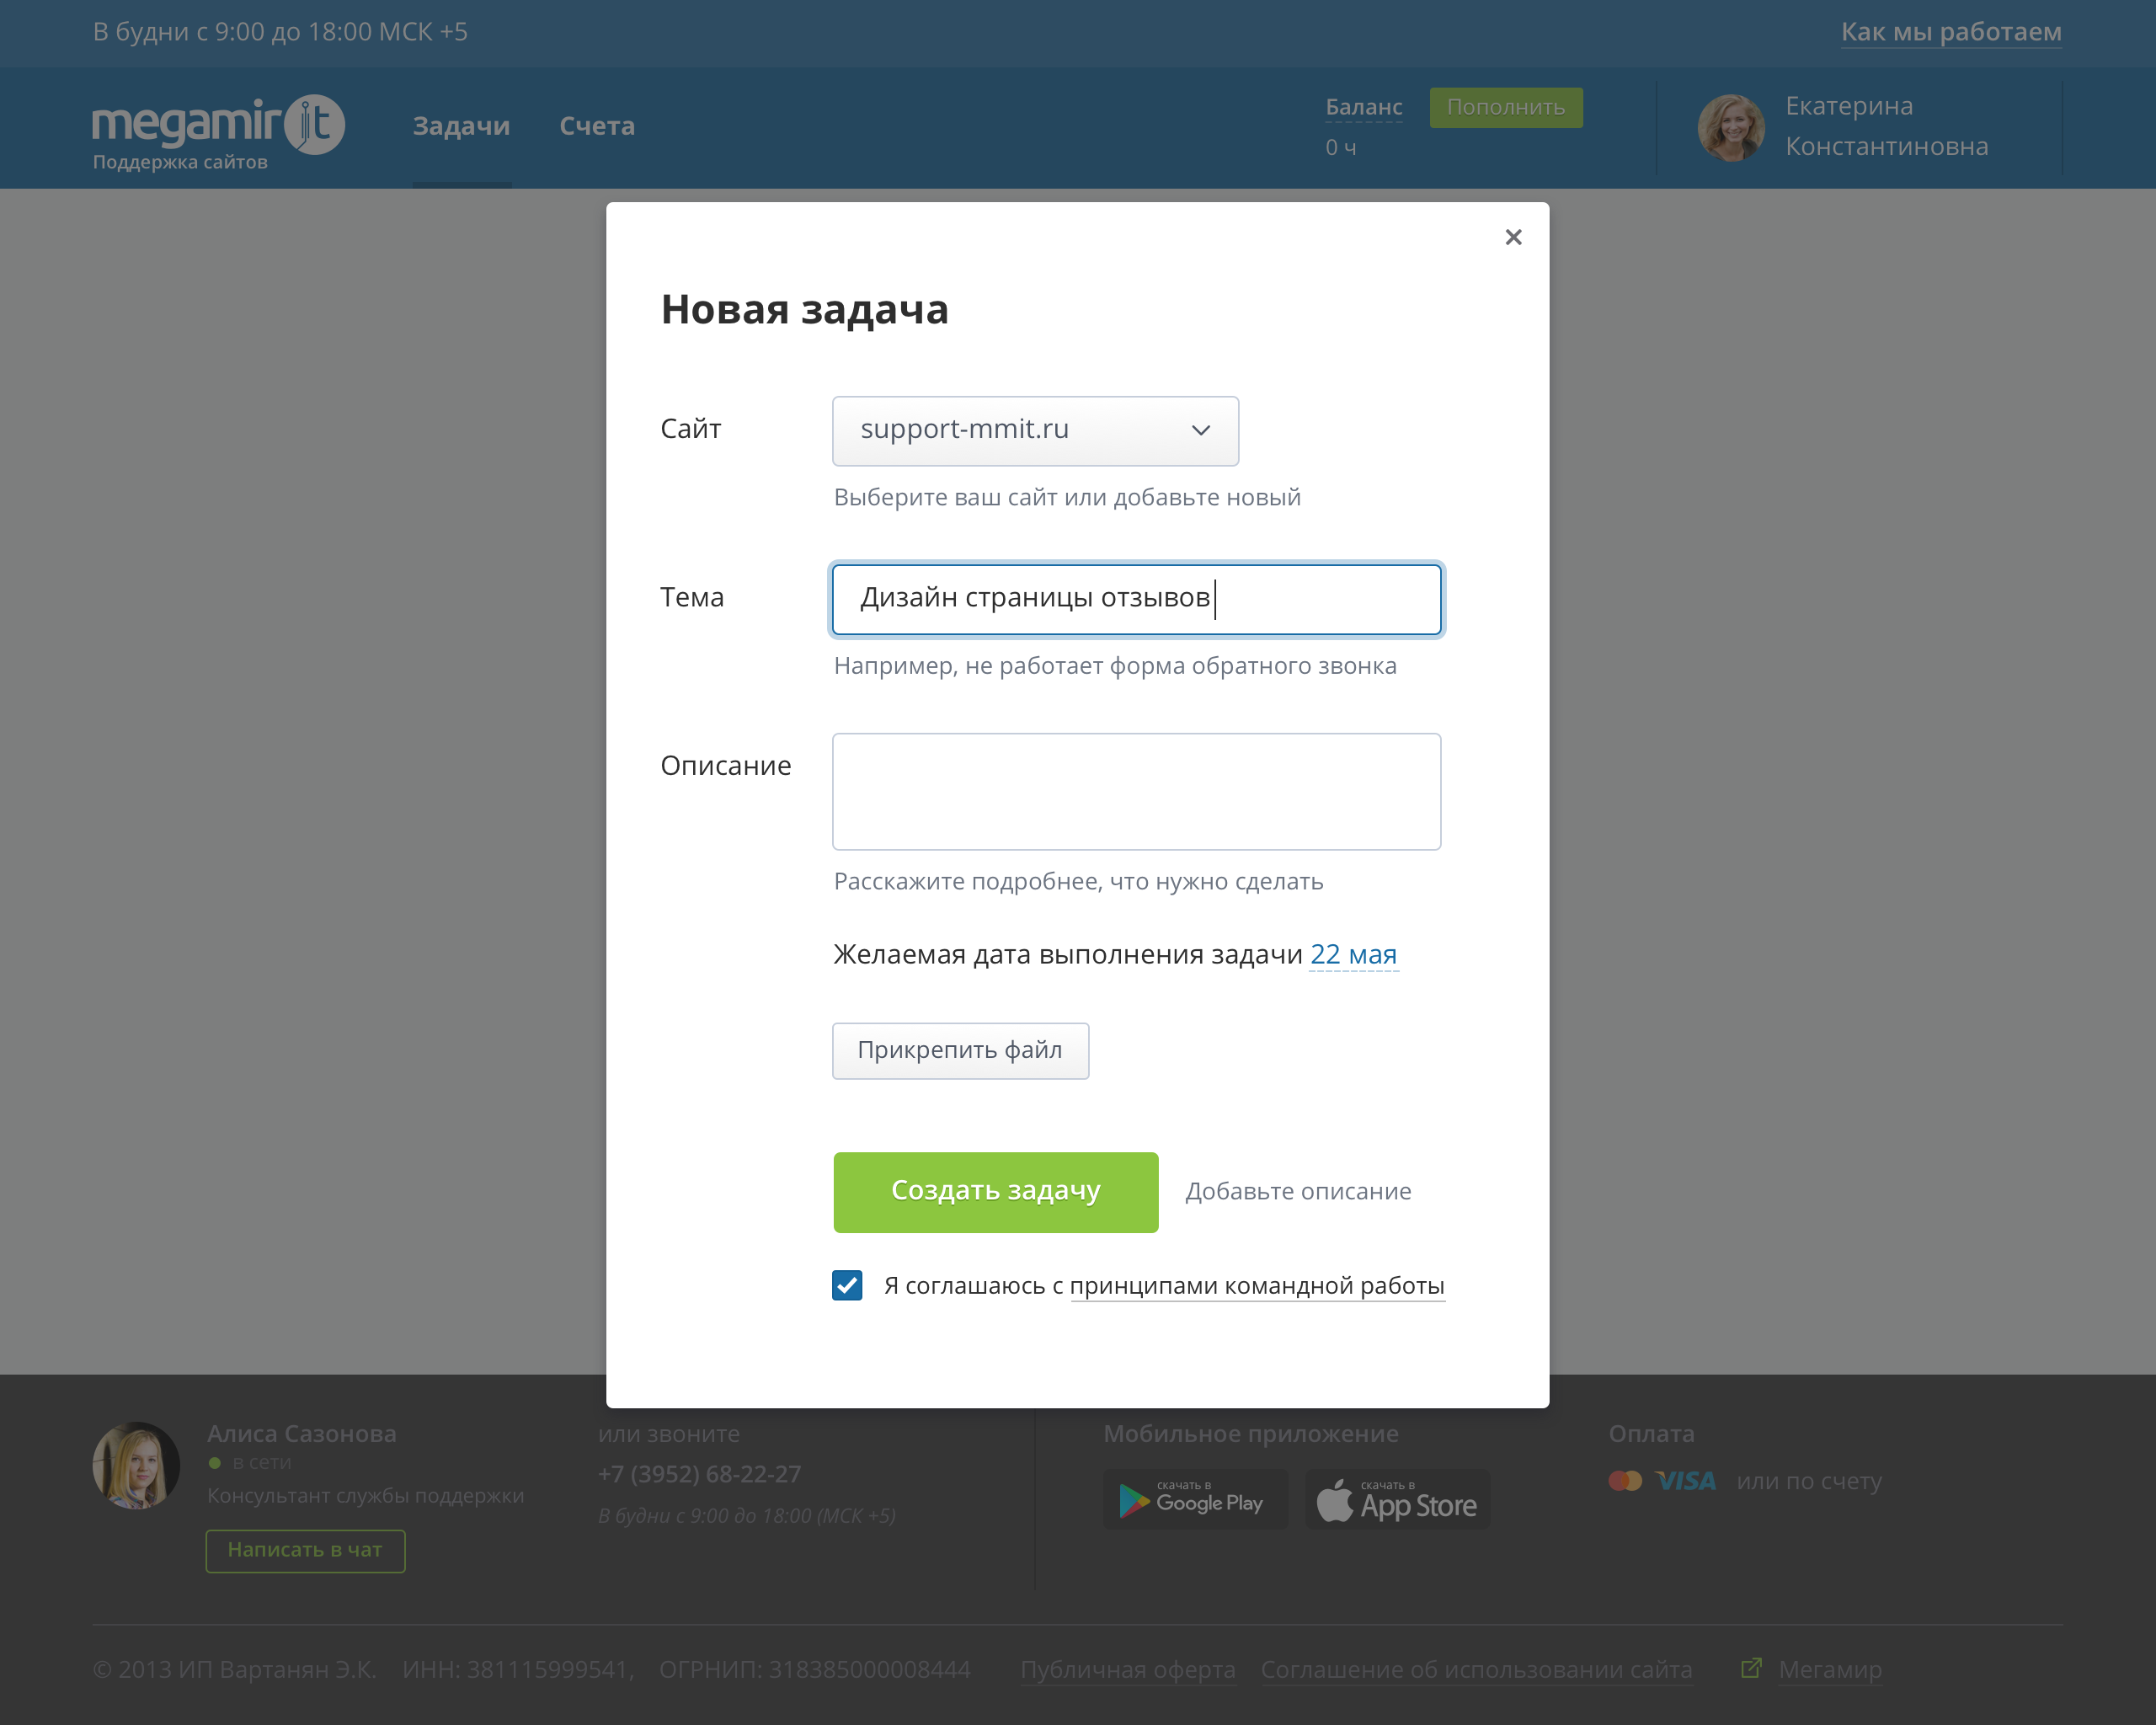 В будни с 9:00 до 18:00 МСК +5
Как мы работаем
megamir it
Поддержка сайтов
Задачи
Счета
Баланс
Пополнить
0 ч
Екатерина
Константиновна
Новая задача
Сайт
support-mmit.ru
Выберите ваш сайт или добавьте новый
Тема
Дизайн страницы отзывов
Например, не работает форма обратного звонка
Описание
Расскажите подробнее, что нужно сделать
Желаемая дата выполнения задачи 22 мая
Прикрепить файл
Создать задачу
Добавьте описание
Я соглашаюсь с принципами командной работы
Алиса Сазонова
в сети
Консультант службы поддержки
Написать в чат
или звоните
+7 (3952) 68-22-27
В будни с 9:00 до 18:00 (МСК +5)
Мобильное приложение
скачать в
Google Play
скачать в
App Store
Оплата
VISA
или по счету
© 2013 ИП Вартанян Э.К. ИНН: 381115999541, ОГРНИП: 318385000008444 Публичная оферта Соглашение об использовании сайта Мегамир